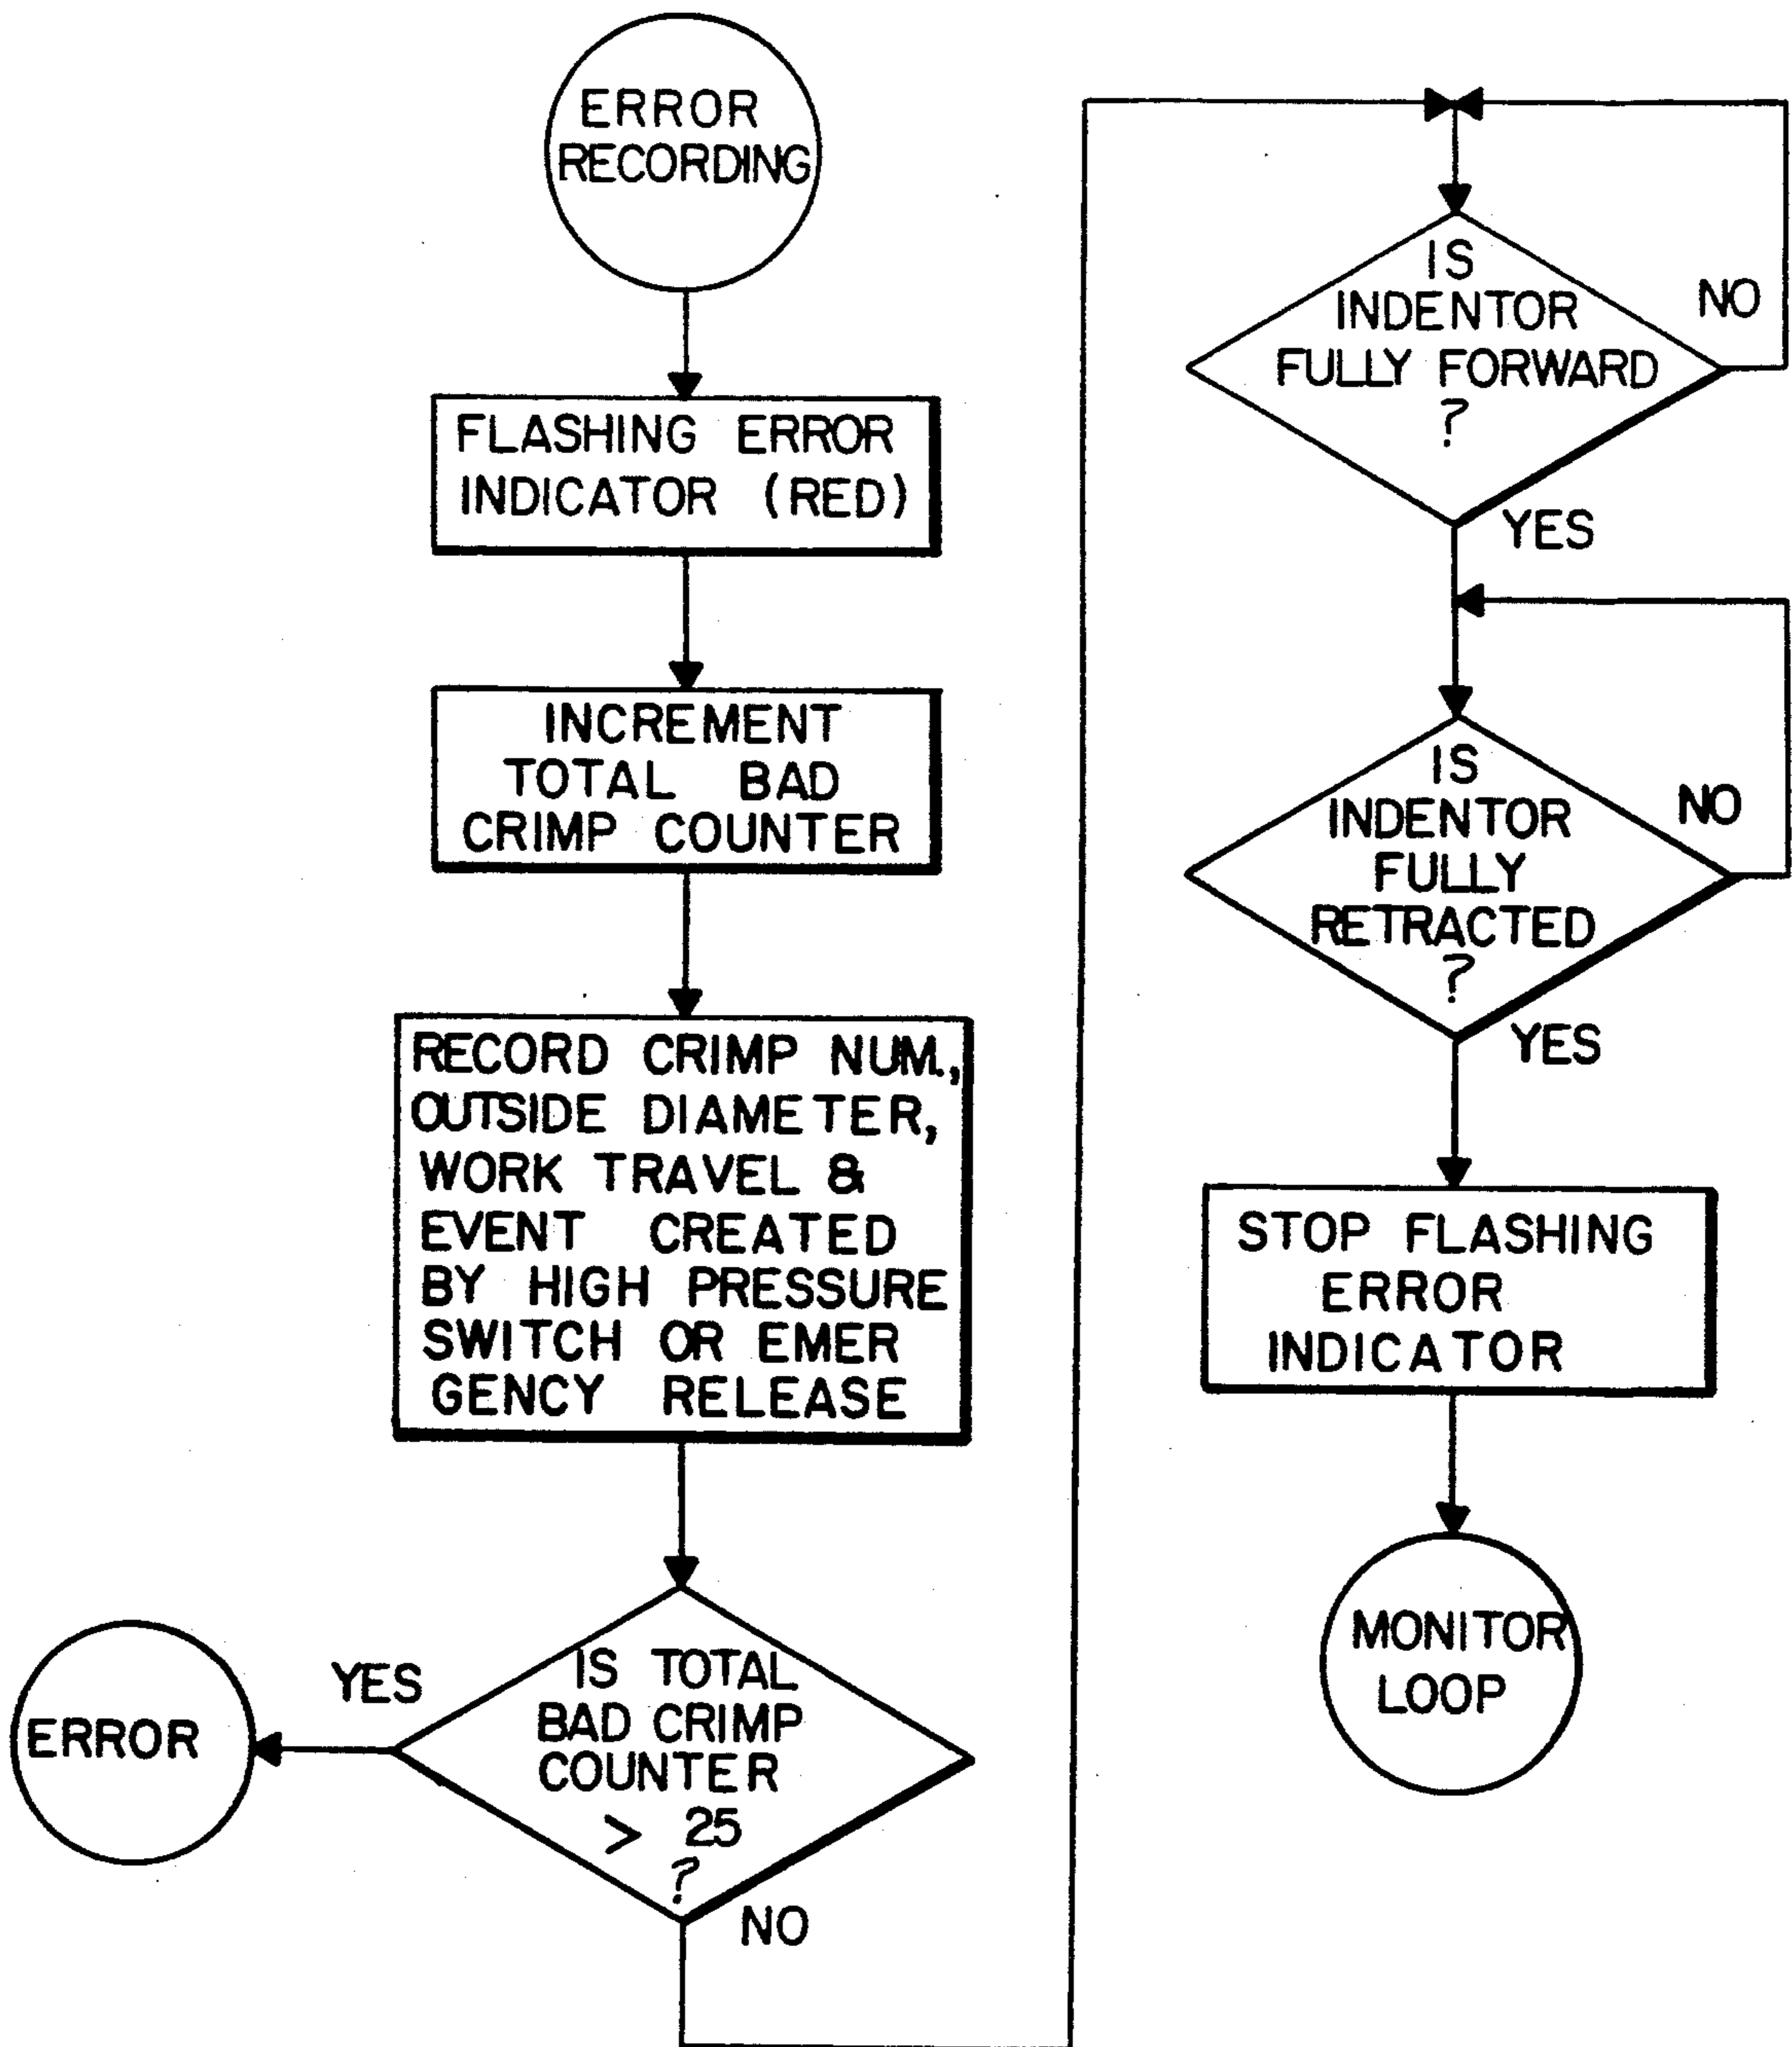 ERROR
RECORDING
FLASHING ERROR
INDICATOR (RED)
INCREMENT
TOTAL BAD
CRIMP COUNTER
RECORD CRIMP NUM.,
OUTSIDE DIAMETER,
WORK TRAVEL &
EVENT CREATED
BY HIGH PRESSURE
SWITCH OR EMER
GENCY RELEASE
IS TOTAL
BAD CRIMP
COUNTER
> 25
?
YES
ERROR
NO
IS
INDENTOR
FULLY FORWARD
?
NO
YES
IS
INDENTOR
FULLY
RETRACTED
?
NO
YES
STOP FLASHING
ERROR
INDICATOR
MONITOR
LOOP